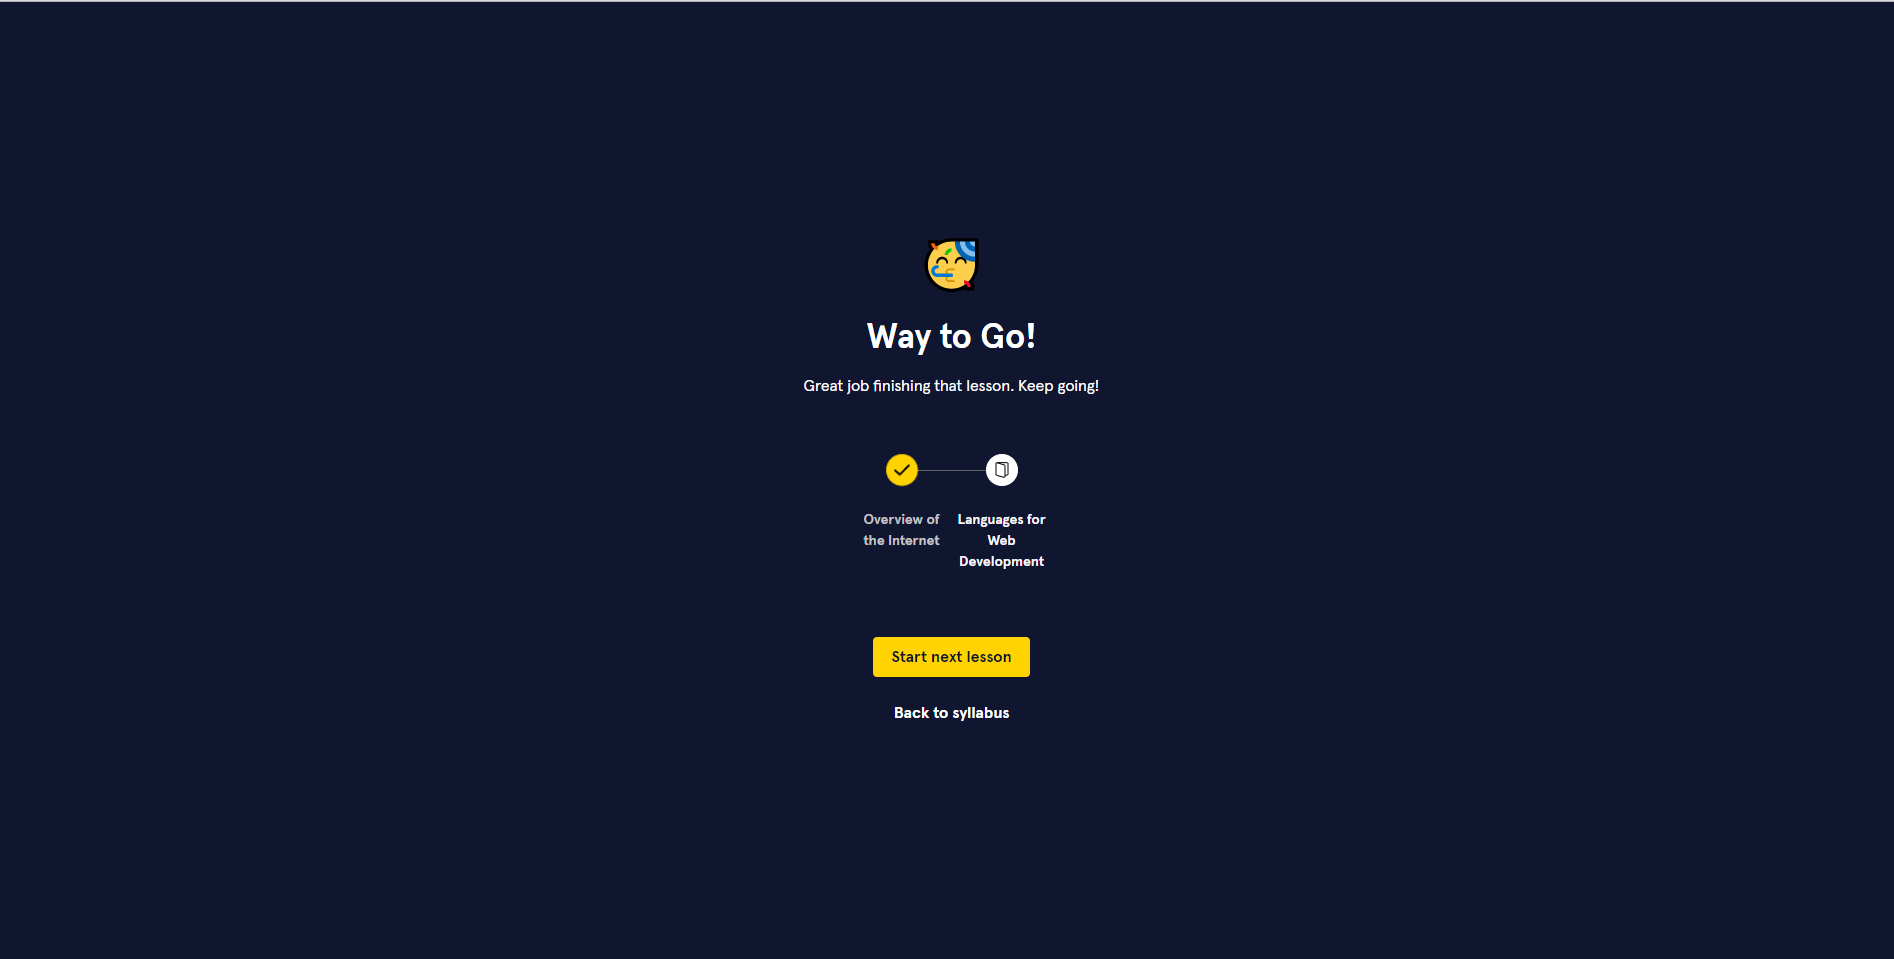 Way to Go!
Great job finishing that lesson. Keep going!
Overview of
the Internet
Languages for
Web
Development
Start next lesson
Back to syllabus